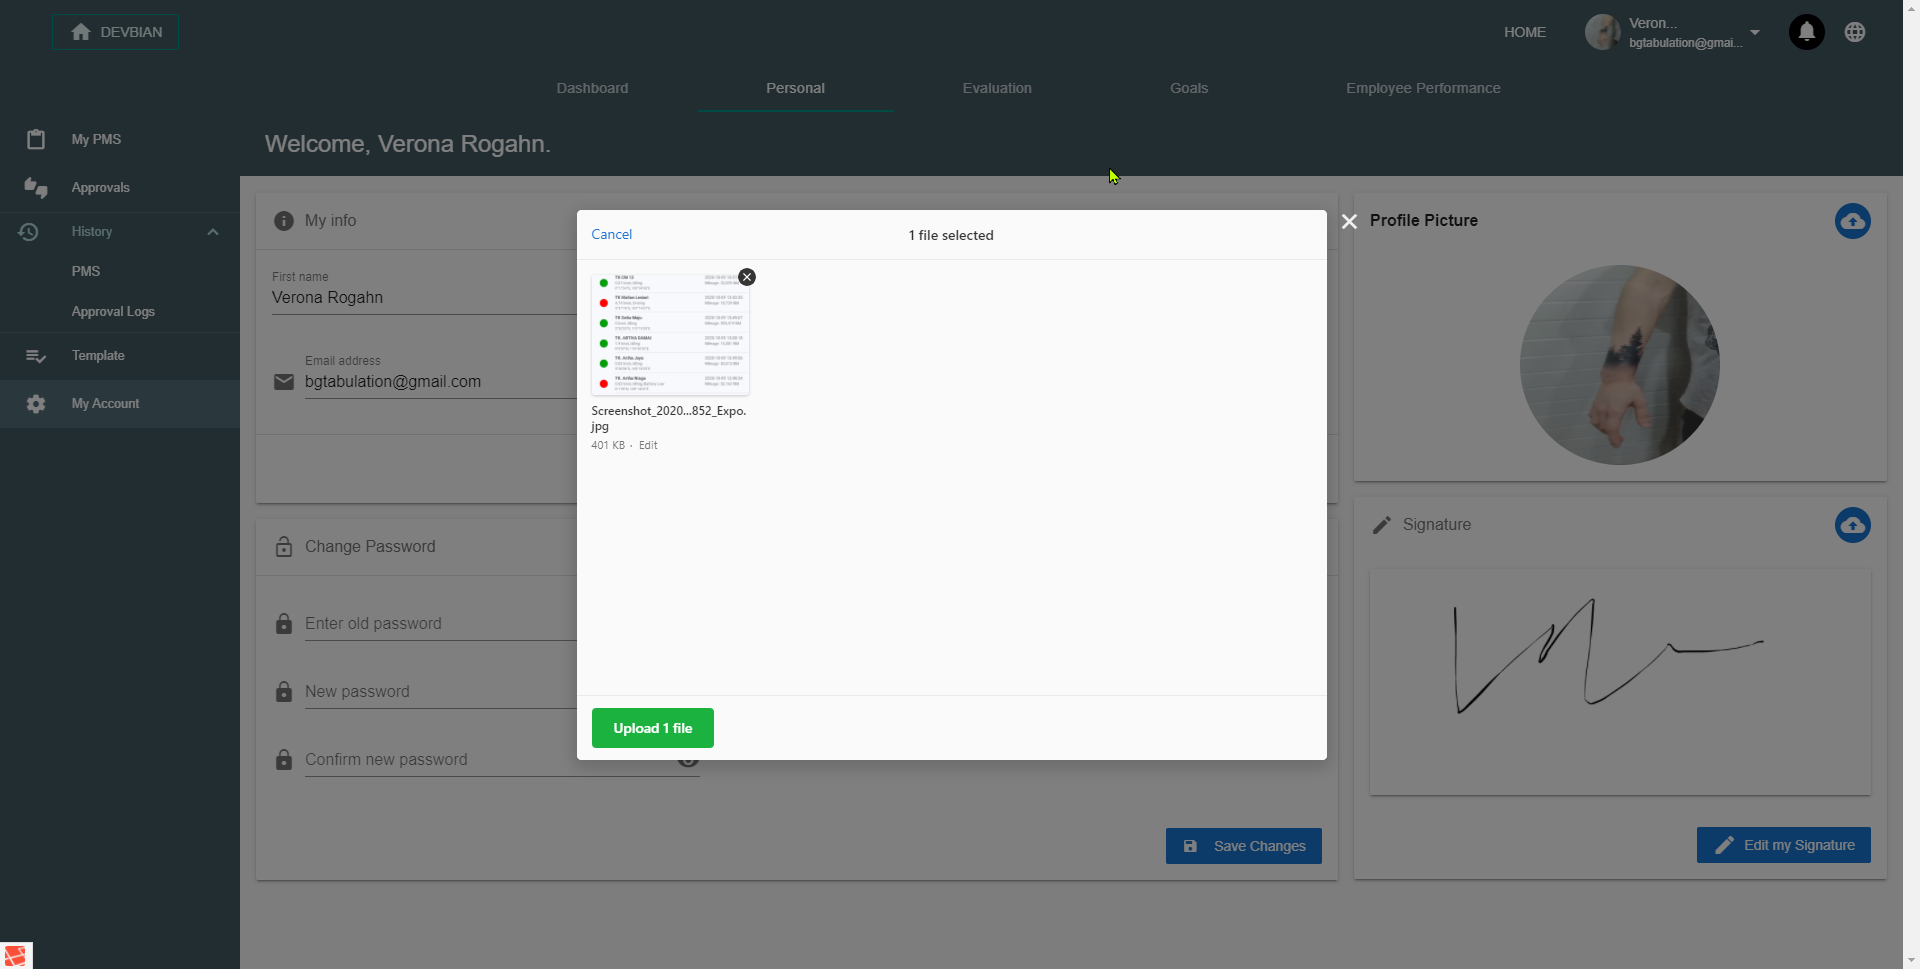 DEVBIAN
HOME
Veron...
bgtabulation@gmai...
Dashboard
Personal
Evaluation
Goals
Employee Performance
My PMS
Approvals
History
PMS
Approval Logs
Template
My Account
Welcome, Verona Rogahn.
My info
First name
Verona Rogahn
Email address
bgtabulation@gmail.com
Change Password
Enter old password
New password
Confirm new password
Save Changes
Cancel
1 file selected
Screenshot_2020...852_Expo.
jpg
401 KB · Edit
Upload 1 file
Profile Picture
Signature
Edit my Signature